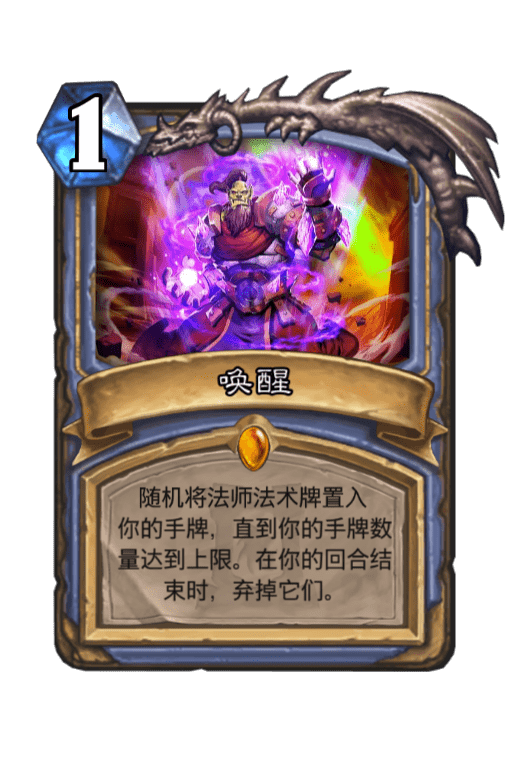 1
唤醒
随机将法师法术牌置入
你的手牌，直到你的手牌数
量达到上限。在你的回合结
束时，弃掉它们。